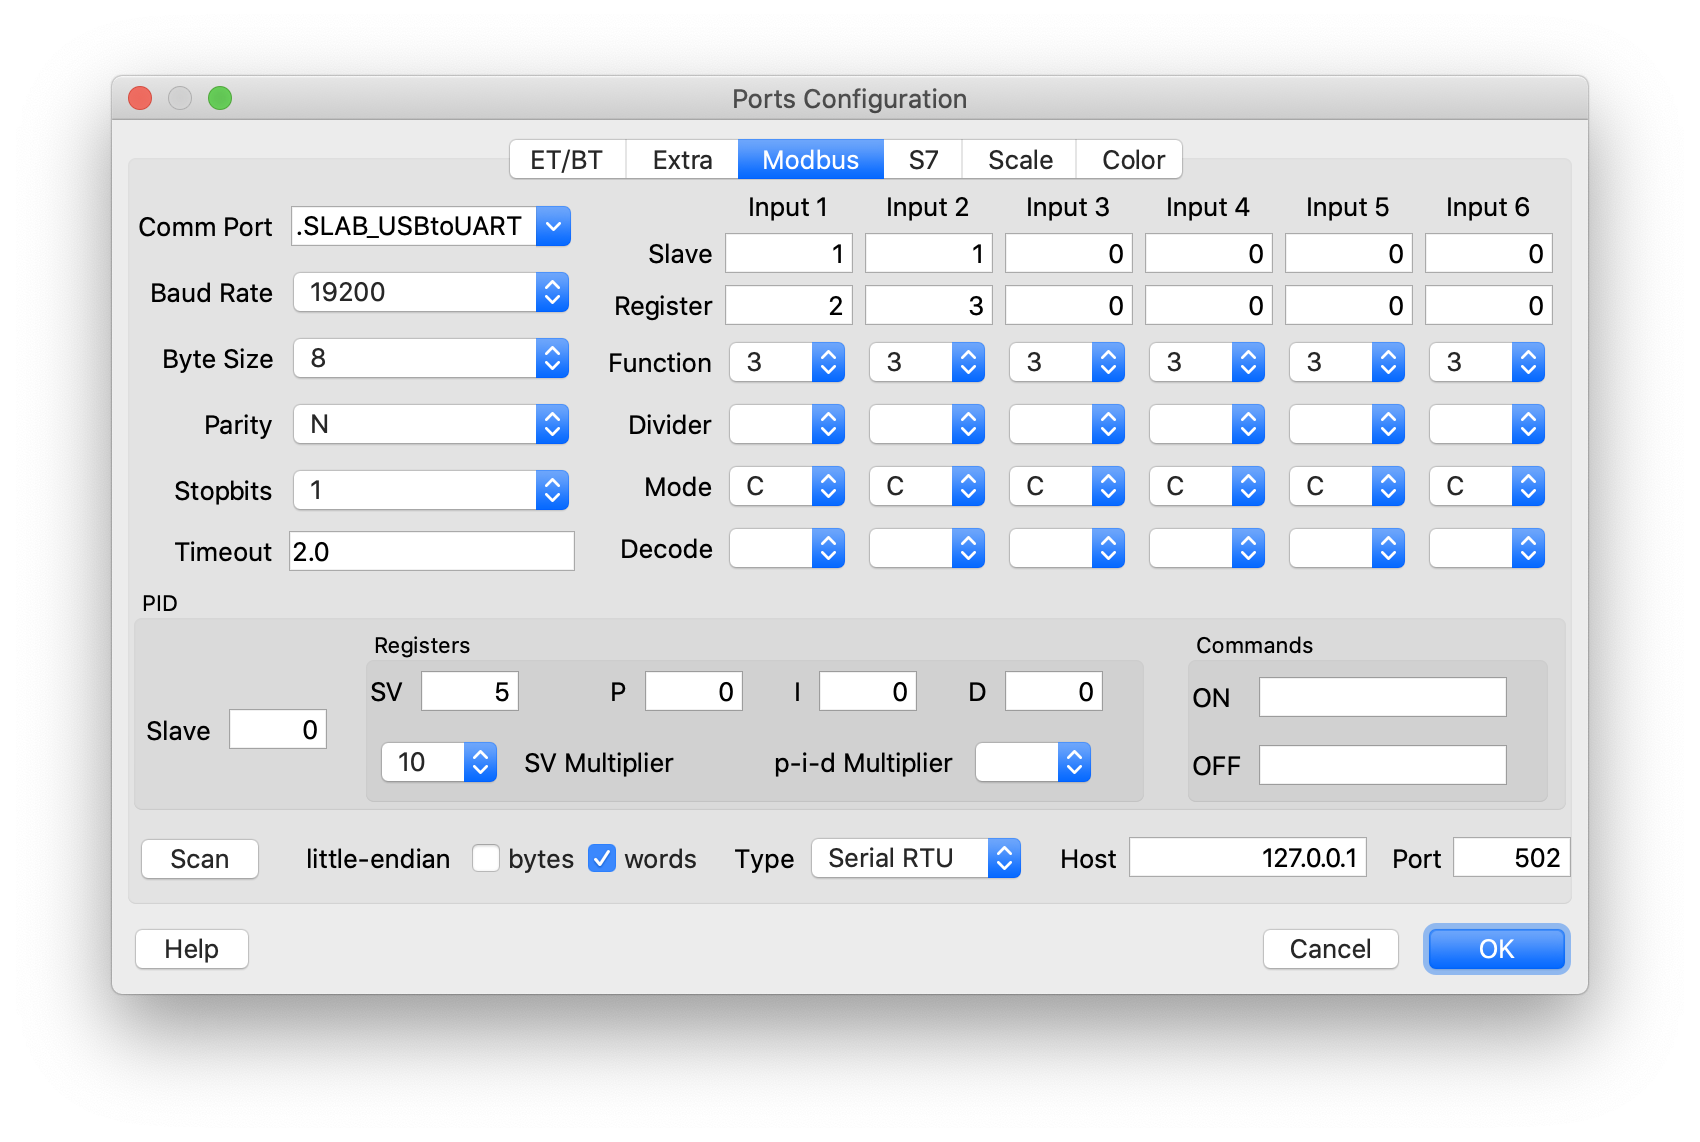 Ports Configuration
ET/BT Extra Modbus S7 Scale Color
Input 1 Input 2 Input 3 Input 4 Input 5 Input 6
Comm Port .SLAB_USBtoUART
Slave 1 1 0 0 0 0
Baud Rate 19200
Register 2 3 0 0 0 0
Byte Size 8
Function 3 3 3 3 3 3
Parity N
Divider
Stopbits 1
Mode C C C C C C
Timeout 2.0
Decode
PID
Registers
Commands
SV 5 P 0 I 0 D 0
ON
Slave 0
10 SV Multiplier p-i-d Multiplier
OFF
Scan little-endian bytes words Type Serial RTU Host 127.0.0.1 Port 502
Help Cancel OK